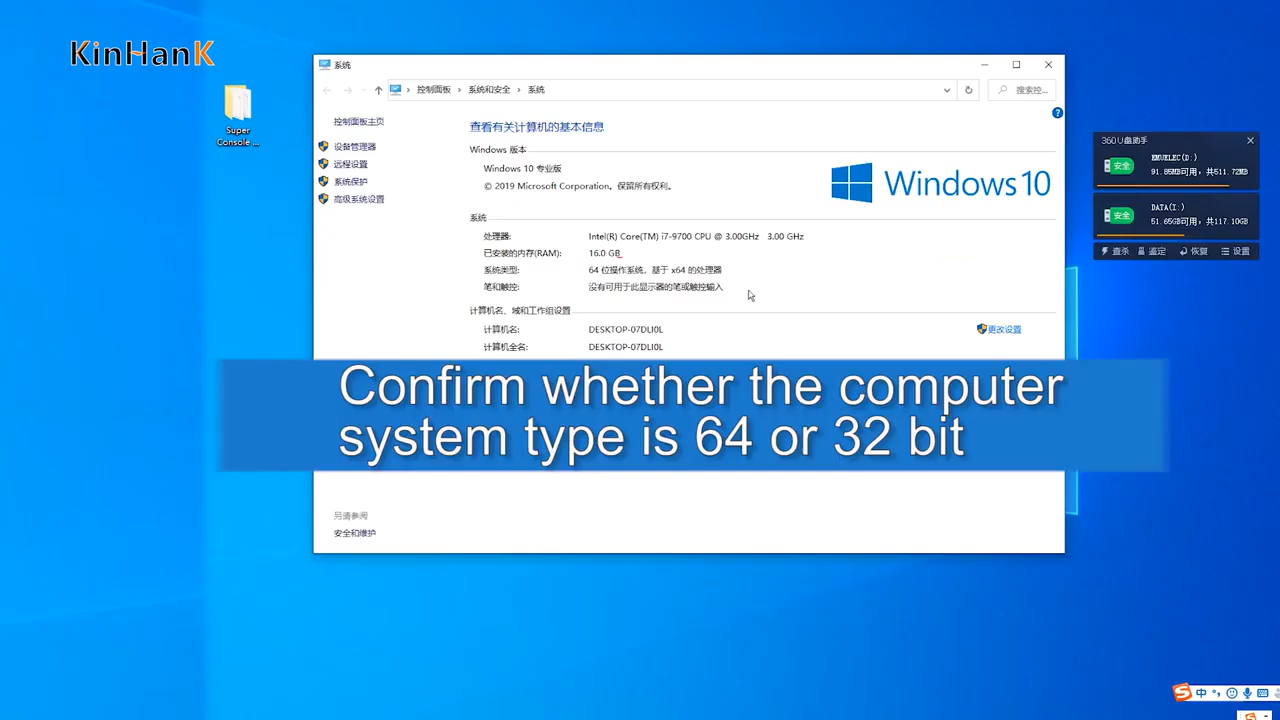 KinHanK
Super
Console ...
系统
控制面板 › 系统和安全 › 系统
搜索控...
控制面板主页
设备管理器
远程设置
系统保护
高级系统设置
查看有关计算机的基本信息
Windows 版本
Windows 10 专业版
© 2019 Microsoft Corporation。保留所有权利。
Windows 10
系统
处理器: Intel(R) Core(TM) i7-9700 CPU @ 3.00GHz 3.00 GHz
已安装的内存(RAM): 16.0 GB
系统类型: 64 位操作系统, 基于 x64 的处理器
笔和触控: 没有可用于此显示器的笔或触控输入
计算机名、域和工作组设置
计算机名: DESKTOP-07DLI0L
更改设置
计算机全名: DESKTOP-07DLI0L
Confirm whether the computer
system type is 64 or 32 bit
另请参阅
安全和维护
360 U盘助手
安全
EMUELEC(D:)
91.85MB可用，共511.72MB
安全
DATA(I:)
51.65GB可用，共117.10GB
查杀 鉴定 恢复 设置
中